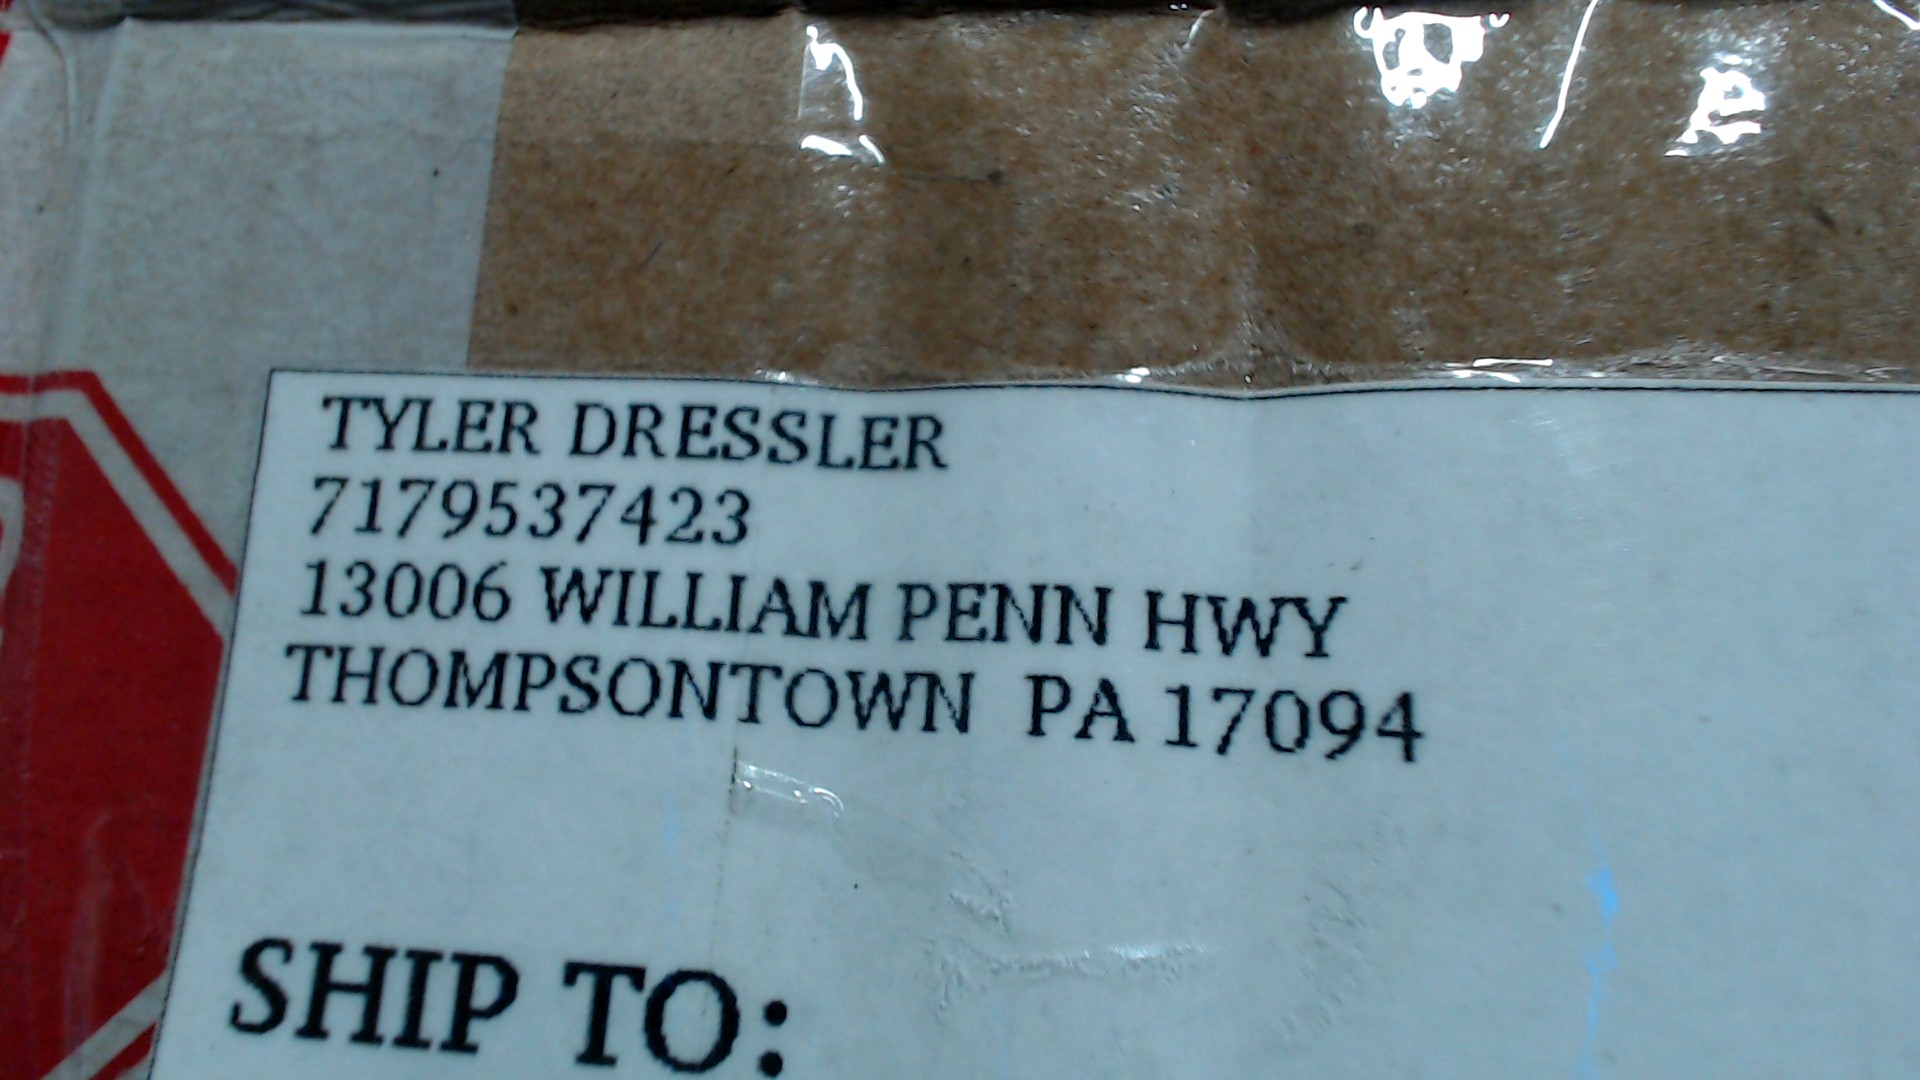 TYLER DRESSLER
7179537423
13006 WILLIAM PENN HWY
THOMPSONTOWN PA 17094
SHIP TO: